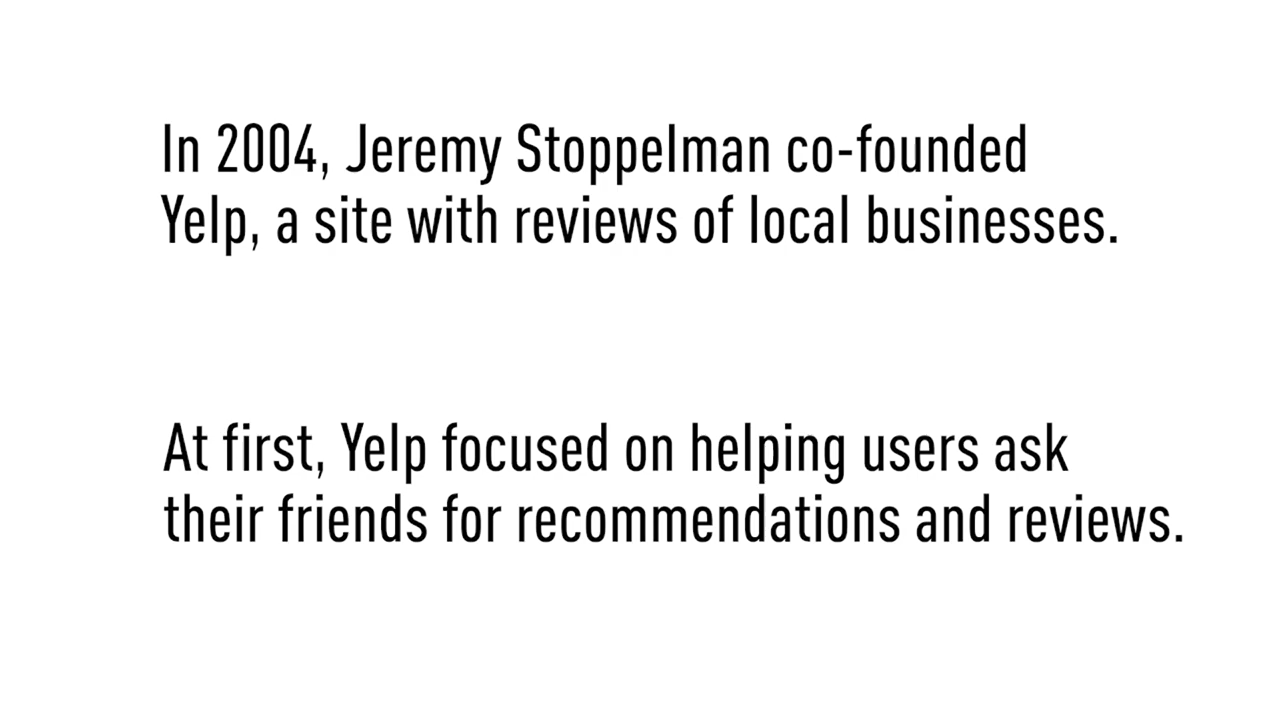 In 2004, Jeremy Stoppelman co-founded
Yelp, a site with reviews of local businesses.
At first, Yelp focused on helping users ask
their friends for recommendations and reviews.